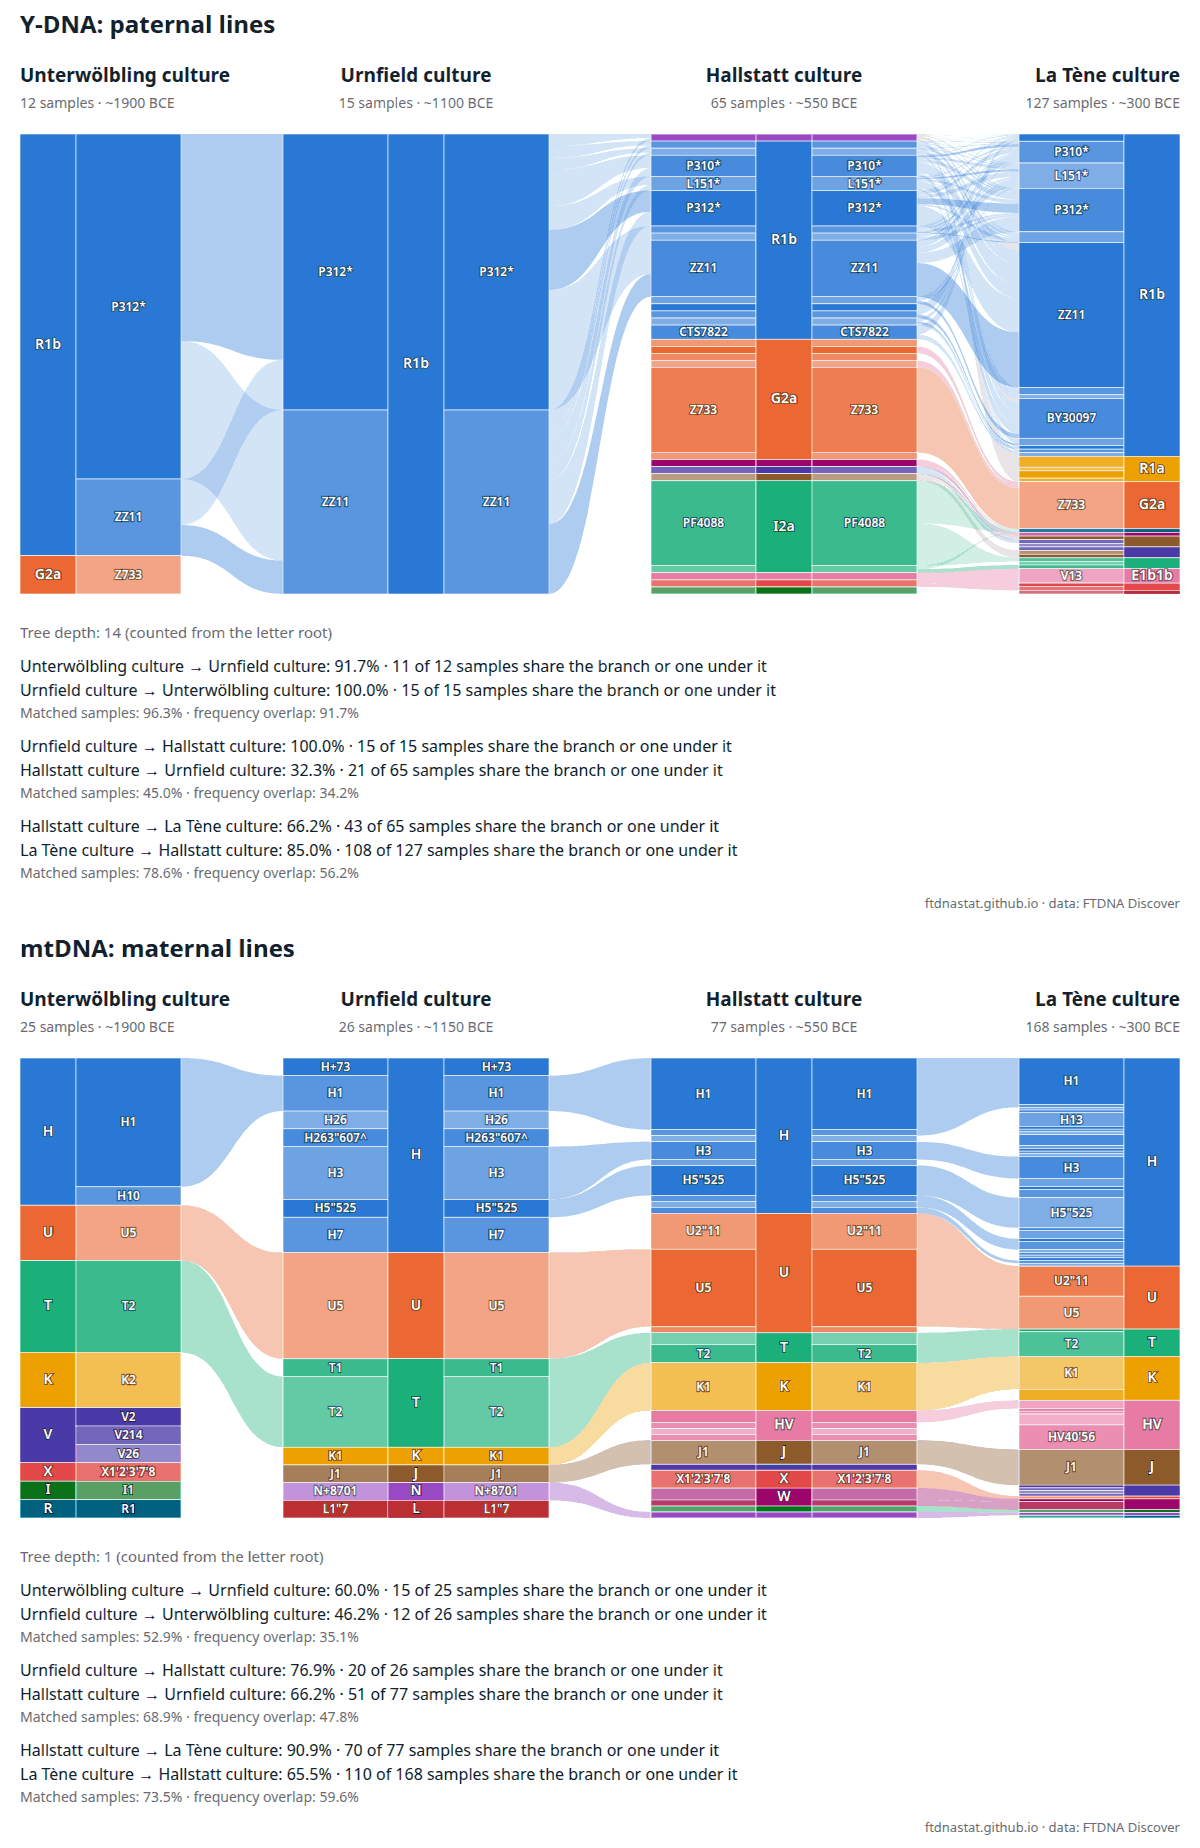 Y-DNA: paternal lines
Unterwölbling culture Urnfield culture Hallstatt culture La Tène culture
12 samples · ~1900 BCE 15 samples · ~1100 BCE 65 samples · ~550 BCE 127 samples · ~300 BCE
R1b
G2a
P312*
ZZ11
Z733
P312*
ZZ11
R1b
P312*
ZZ11
P310*
L151*
P312*
ZZ11
CTS7822
Z733
PF4088
R1b
G2a
I2a
P310*
L151*
P312*
ZZ11
CTS7822
Z733
PF4088
P310*
L151*
P312*
ZZ11
BY30097
Z733
V13
R1b
R1a
G2a
E1b1b
Tree depth: 14 (counted from the letter root)
Unterwölbling culture → Urnfield culture: 91.7% · 11 of 12 samples share the branch or one under it
Urnfield culture → Unterwölbling culture: 100.0% · 15 of 15 samples share the branch or one under it
Matched samples: 96.3% · frequency overlap: 91.7%
Urnfield culture → Hallstatt culture: 100.0% · 15 of 15 samples share the branch or one under it
Hallstatt culture → Urnfield culture: 32.3% · 21 of 65 samples share the branch or one under it
Matched samples: 45.0% · frequency overlap: 34.2%
Hallstatt culture → La Tène culture: 66.2% · 43 of 65 samples share the branch or one under it
La Tène culture → Hallstatt culture: 85.0% · 108 of 127 samples share the branch or one under it
Matched samples: 78.6% · frequency overlap: 56.2%
ftdnastat.github.io · data: FTDNA Discover
mtDNA: maternal lines
Unterwölbling culture Urnfield culture Hallstatt culture La Tène culture
25 samples · ~1900 BCE 26 samples · ~1150 BCE 77 samples · ~550 BCE 168 samples · ~300 BCE
H
U
T
K
V
X
I
R
H1
H10
U5
T2
K2
V2
V214
V26
X1'2'3'7'8
I1
R1
H+73
H1
H26
H263"607^
H3
H5"525
H7
U5
T1
T2
K1
J1
N+8701
L1"7
H
U
T
K
J
N
L
H+73
H1
H26
H263"607^
H3
H5"525
H7
U5
T1
T2
K1
J1
N+8701
L1"7
H1
H3
H5"525
U2"11
U5
T2
K1
J1
X1'2'3'7'8
H
U
T
K
HV
J
X
W
H1
H3
H5"525
U2"11
U5
T2
K1
J1
X1'2'3'7'8
H1
H13
H3
H5"525
U2"11
U5
T2
K1
HV40'56
J1
H
U
T
K
HV
J
Tree depth: 1 (counted from the letter root)
Unterwölbling culture → Urnfield culture: 60.0% · 15 of 25 samples share the branch or one under it
Urnfield culture → Unterwölbling culture: 46.2% · 12 of 26 samples share the branch or one under it
Matched samples: 52.9% · frequency overlap: 35.1%
Urnfield culture → Hallstatt culture: 76.9% · 20 of 26 samples share the branch or one under it
Hallstatt culture → Urnfield culture: 66.2% · 51 of 77 samples share the branch or one under it
Matched samples: 68.9% · frequency overlap: 47.8%
Hallstatt culture → La Tène culture: 90.9% · 70 of 77 samples share the branch or one under it
La Tène culture → Hallstatt culture: 65.5% · 110 of 168 samples share the branch or one under it
Matched samples: 73.5% · frequency overlap: 59.6%
ftdnastat.github.io · data: FTDNA Discover